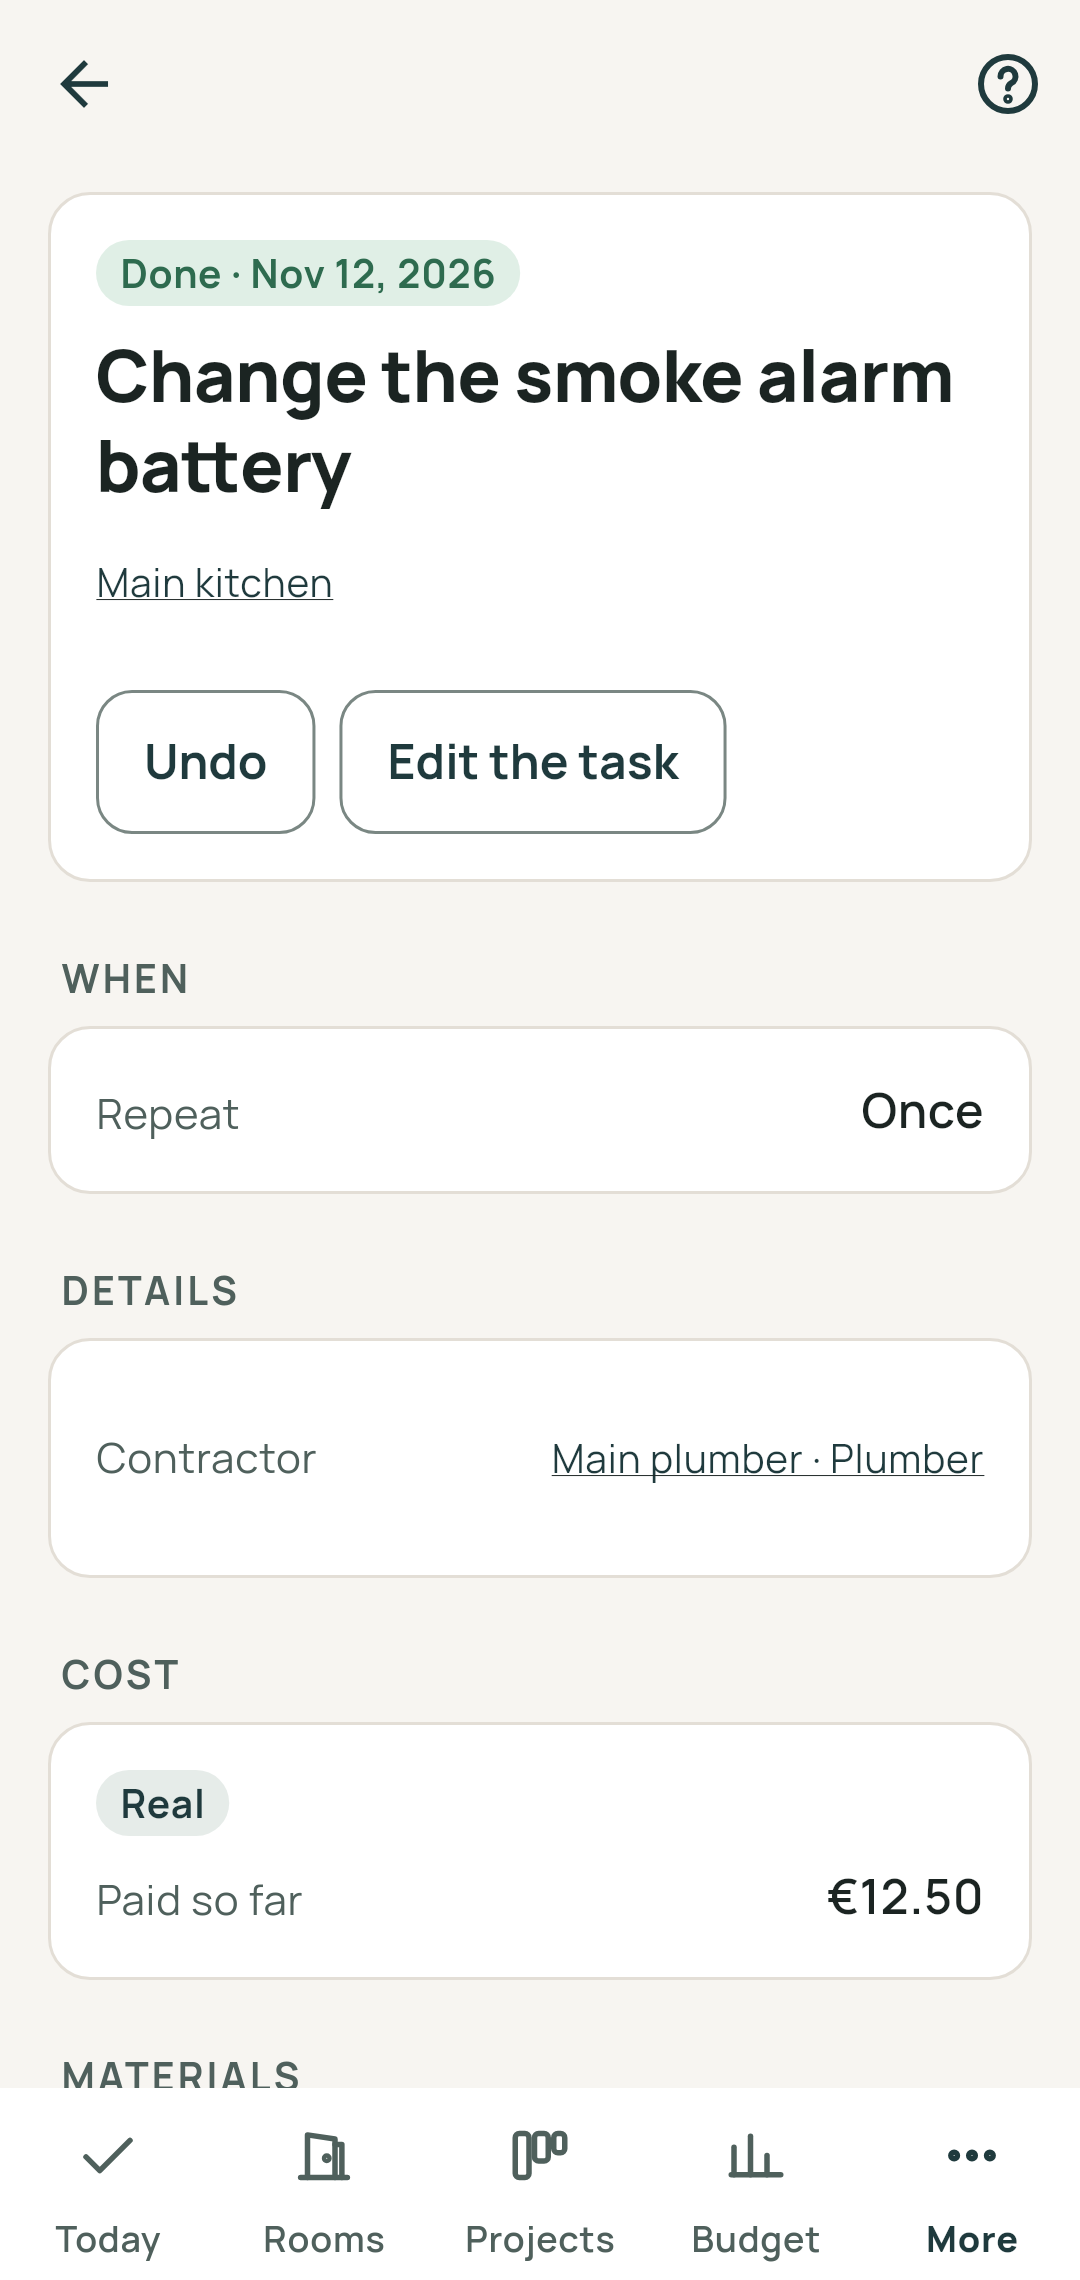 Done · Nov 12, 2026
Change the smoke alarm
battery
Main kitchen
Undo
Edit the task
WHEN
Repeat
Once
DETAILS
Contractor
Main plumber · Plumber
COST
Real
Paid so far
€12.50
MATERIALS
Today
Rooms
Projects
Budget
More